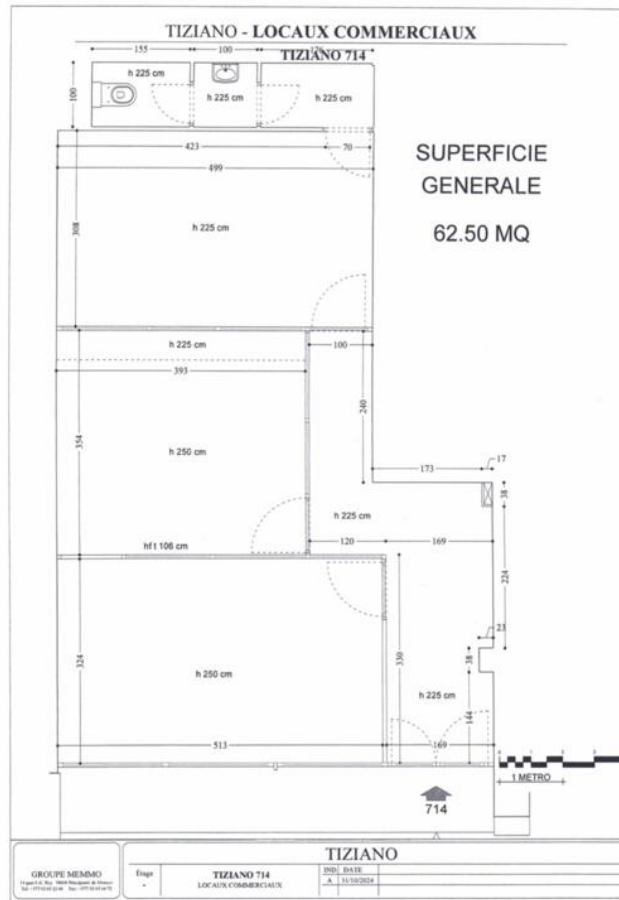 TIZIANO - LOCAUX COMMERCIAUX
TIZIANO 714
155
100
h 225 cm
h 225 cm
h 225 cm
100
423
70
499
SUPERFICIE
GENERALE
62.50 MQ
h 225 cm
308
h 225 cm
100
393
240
354
h 250 cm
173
17
38
h 225 cm
120
169
224
hf t 106 cm
23
324
330
38
h 250 cm
h 225 cm
144
513
169
1 METRO
714
TIZIANO
GROUPE MEMMO
Étage
-
TIZIANO 714
LOCAUX COMMERCIAUX
IND
DATE
A
31/10/2024